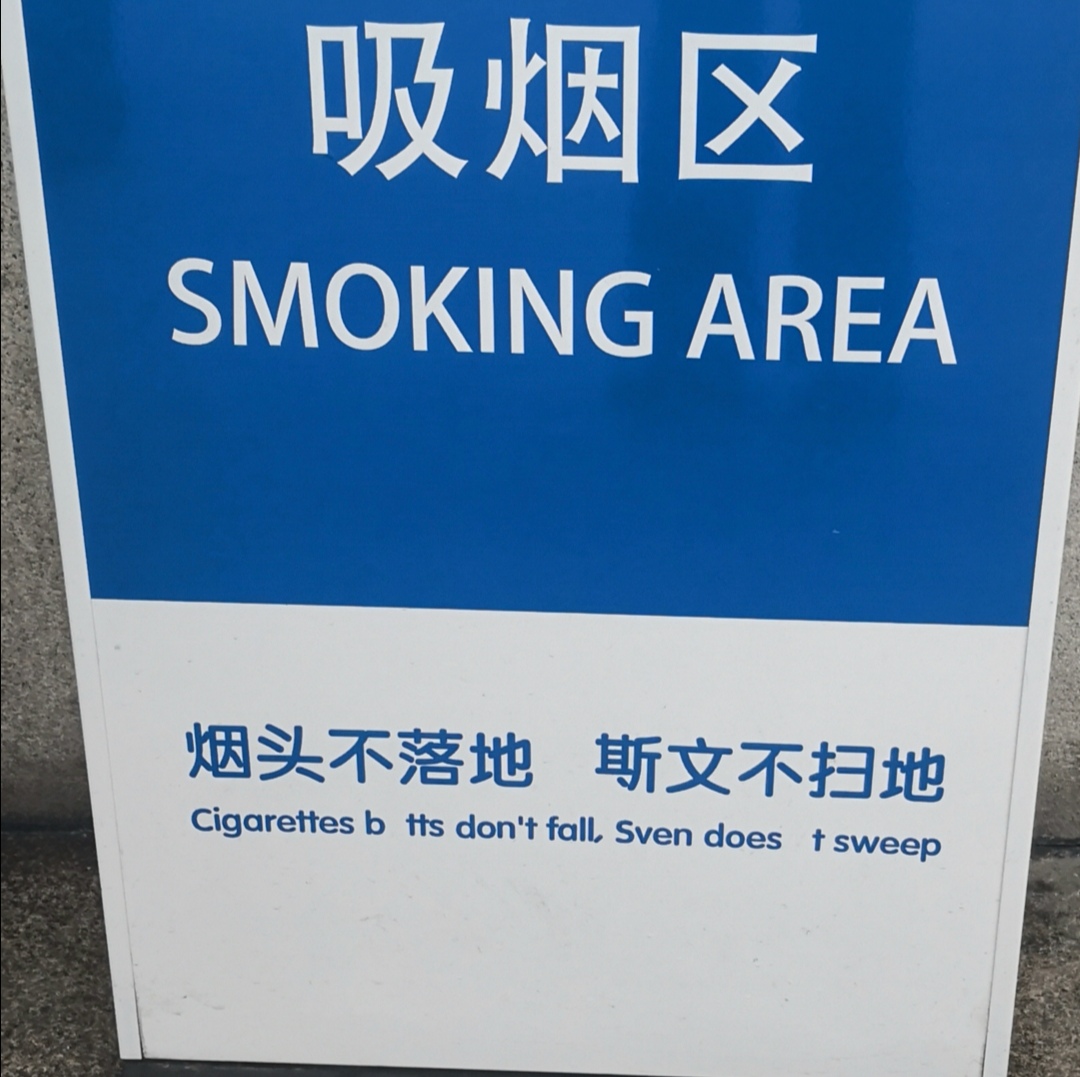 吸烟区
SMOKING AREA
烟头不落地 斯文不扫地
Cigarettes b tts don't fall, Sven does t sweep